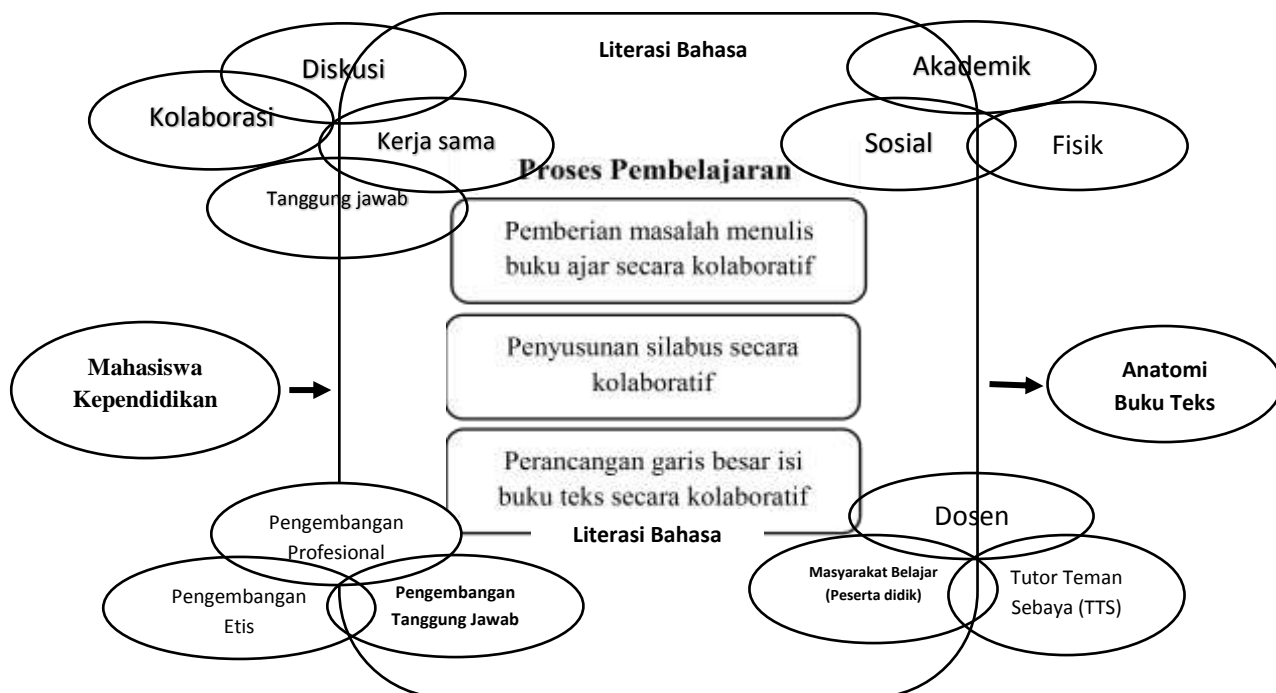 Literasi Bahasa
Diskusi
Kolaborasi
Kerja sama
Tanggung jawab
Akademik
Sosial
Fisik
Proses Pembelajaran
Pemberian masalah menulis
buku ajar secara kolaboratif
Penyusunan silabus secara
kolaboratif
Perancangan garis besar isi
buku teks secara kolaboratif
Mahasiswa
Kependidikan
Anatomi
Buku Teks
Literasi Bahasa
Pengembangan
Profesional
Pengembangan
Etis
Pengembangan
Tanggung Jawab
Dosen
Masyarakat Belajar
(Peserta didik)
Tutor Teman
Sebaya (TTS)